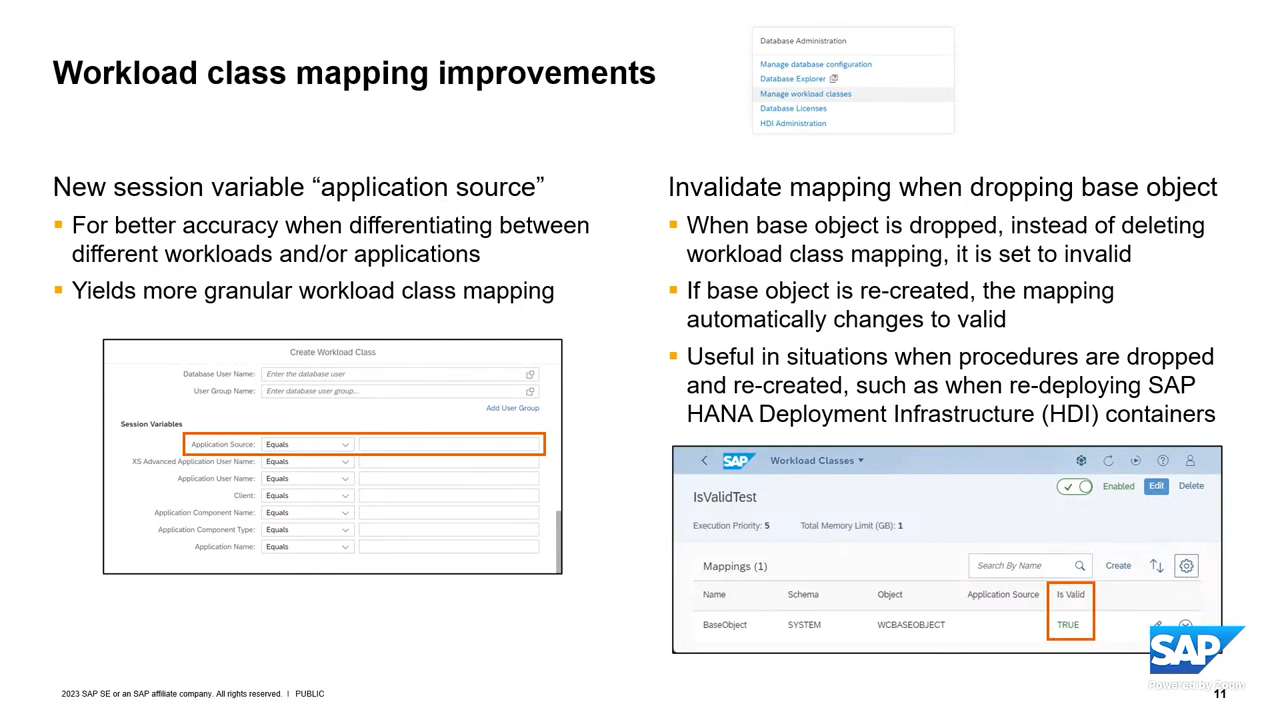 Workload class mapping improvements
Database Administration
Manage database configuration
Database Explorer
Manage workload classes
Database Licenses
HDI Administration
New session variable “application source”
For better accuracy when differentiating between
different workloads and/or applications
Yields more granular workload class mapping
Create Workload Class
Database User Name: Enter the database user
User Group Name: Enter database user group...
Add User Group
Session Variables
Application Source: Equals
XS Advanced Application User Name: Equals
Application User Name: Equals
Client: Equals
Application Component Name: Equals
Application Component Type: Equals
Application Name: Equals
Invalidate mapping when dropping base object
When base object is dropped, instead of deleting
workload class mapping, it is set to invalid
If base object is re-created, the mapping
automatically changes to valid
Useful in situations when procedures are dropped
and re-created, such as when re-deploying SAP
HANA Deployment Infrastructure (HDI) containers
SAP Workload Classes
IsValidTest
Enabled Edit Delete
Execution Priority: 5 Total Memory Limit (GB): 1
Mappings (1) Search By Name Create
Name Schema Object Application Source Is Valid
BaseObject SYSTEM WCBASEOBJECT TRUE
SAP
Powered by Zoom
2023 SAP SE or an SAP affiliate company. All rights reserved. I PUBLIC
11